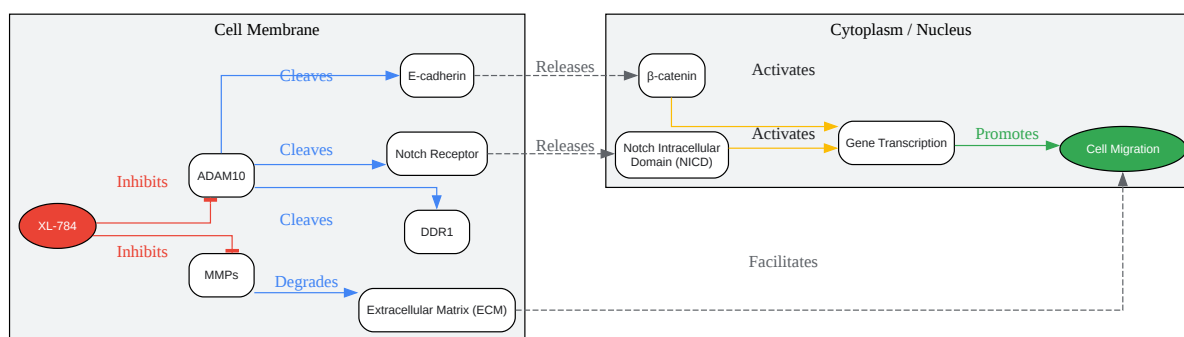 Cell Membrane
Cytoplasm / Nucleus
Cleaves
E-cadherin
Releases
β-catenin
Activates
Cleaves
Notch Receptor
Releases
Notch Intracellular
Domain (NICD)
Activates
Gene Transcription
Promotes
Cell Migration
Inhibits
ADAM10
XL-784
Cleaves
DDR1
Inhibits
MMPs
Degrades
Extracellular Matrix (ECM)
Facilitates